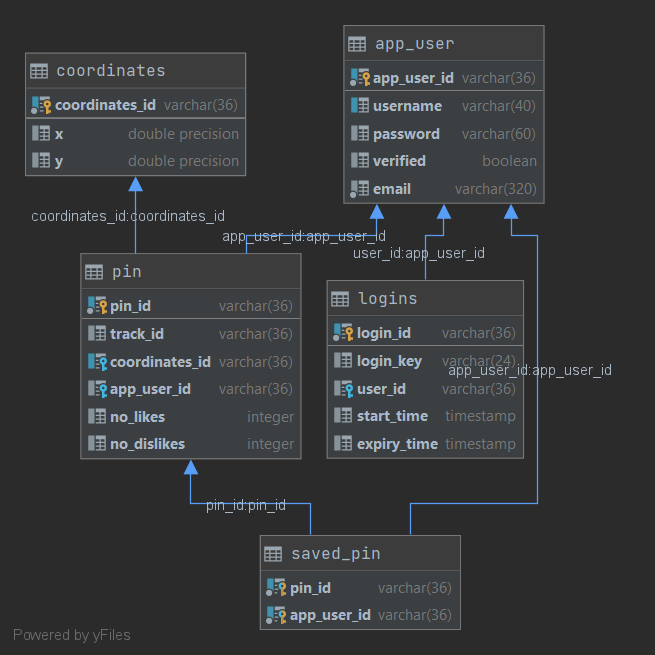 coordinates
coordinates_id varchar(36)
x double precision
y double precision
app_user
app_user_id varchar(36)
username varchar(40)
password varchar(60)
verified boolean
email varchar(320)
coordinates_id:coordinates_id
app_user_id:app_user_id
user_id:app_user_id
pin
pin_id varchar(36)
track_id varchar(36)
coordinates_id varchar(36)
app_user_id varchar(36)
no_likes integer
no_dislikes integer
logins
login_id varchar(36)
login_key varchar(24)
app_user_id:app_user_id
user_id varchar(36)
start_time timestamp
expiry_time timestamp
pin_id:pin_id
saved_pin
pin_id varchar(36)
app_user_id varchar(36)
Powered by yFiles